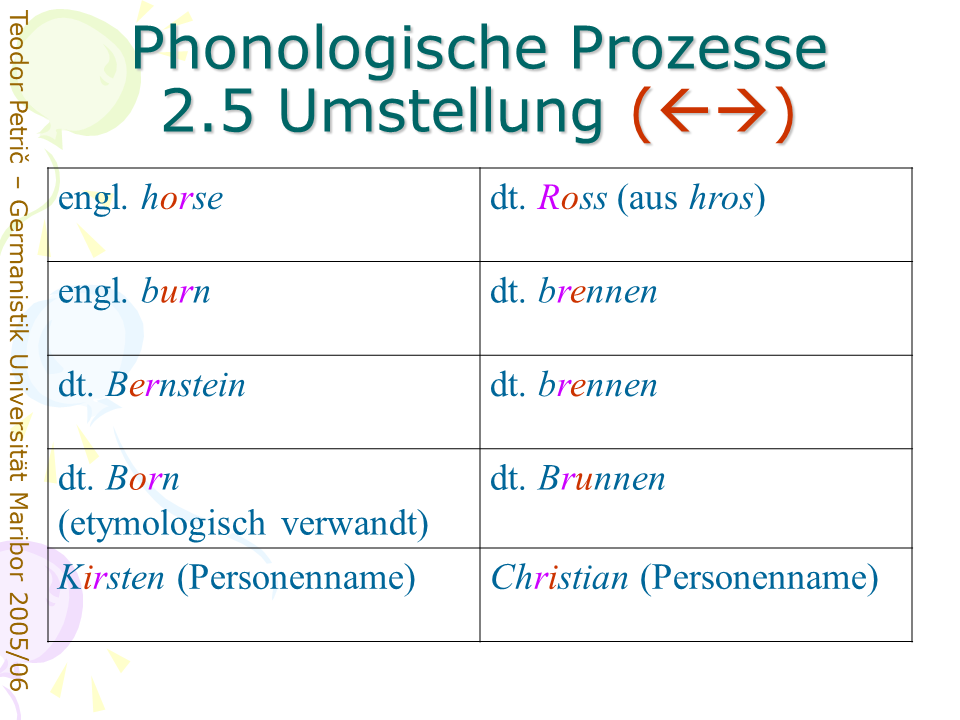 Phonologische Prozesse
2.5 Umstellung (←→)
engl. horse
dt. Ross (aus hros)
engl. burn
dt. brennen
dt. Bernstein
dt. brennen
dt. Born
(etymologisch verwandt)
dt. Brunnen
Kirsten (Personenname)
Christian (Personenname)
Teodor Petrič – Germanistik Universität Maribor 2005/06